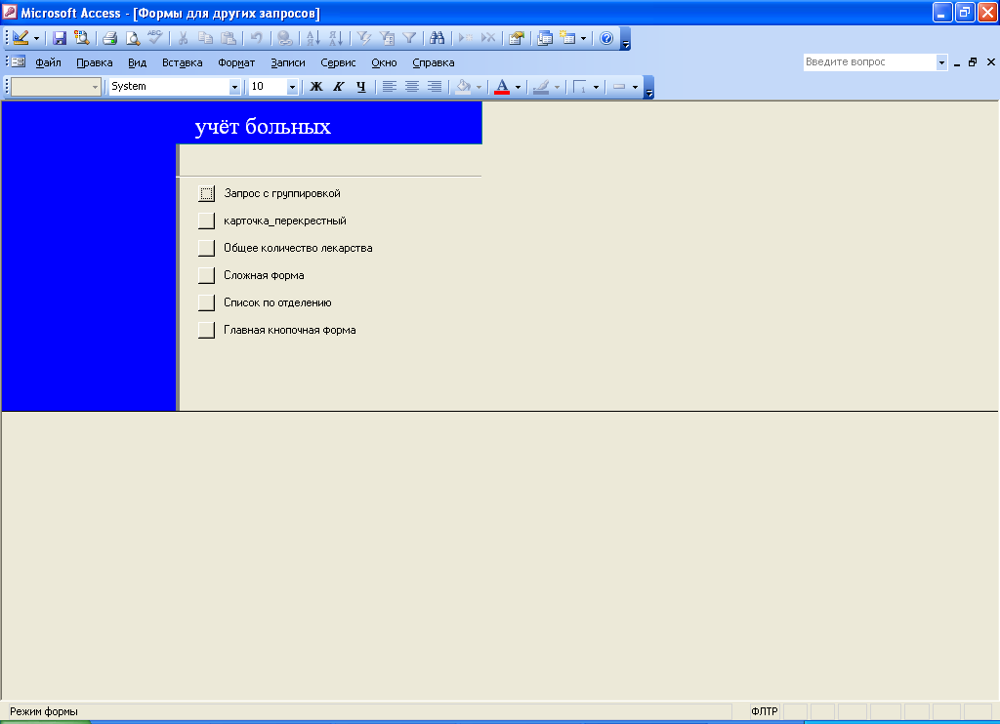 Microsoft Access - [Формы для других запросов]
Файл Правка Вид Вставка Формат Записи Сервис Окно Справка
Введите вопрос
System 10 Ж К Ч
учёт больных
Запрос с группировкой
карточка_перекрестный
Общее количество лекарства
Сложная форма
Список по отделению
Главная кнопочная форма
Режим формы
ФЛТР